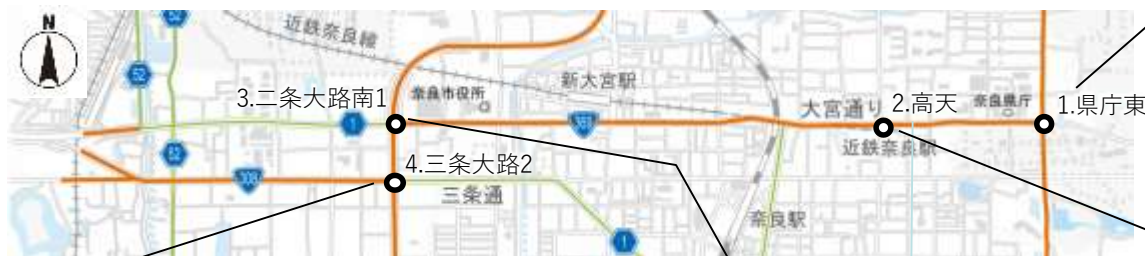 N
52
近鉄奈良線
52
新大宮駅
奈良市役所
3.二条大路南1
大宮通り
2.高天
奈良県庁
1.県庁東
1
369
近鉄奈良駅
52
4.三条大路2
308
三条通
奈良駅
1